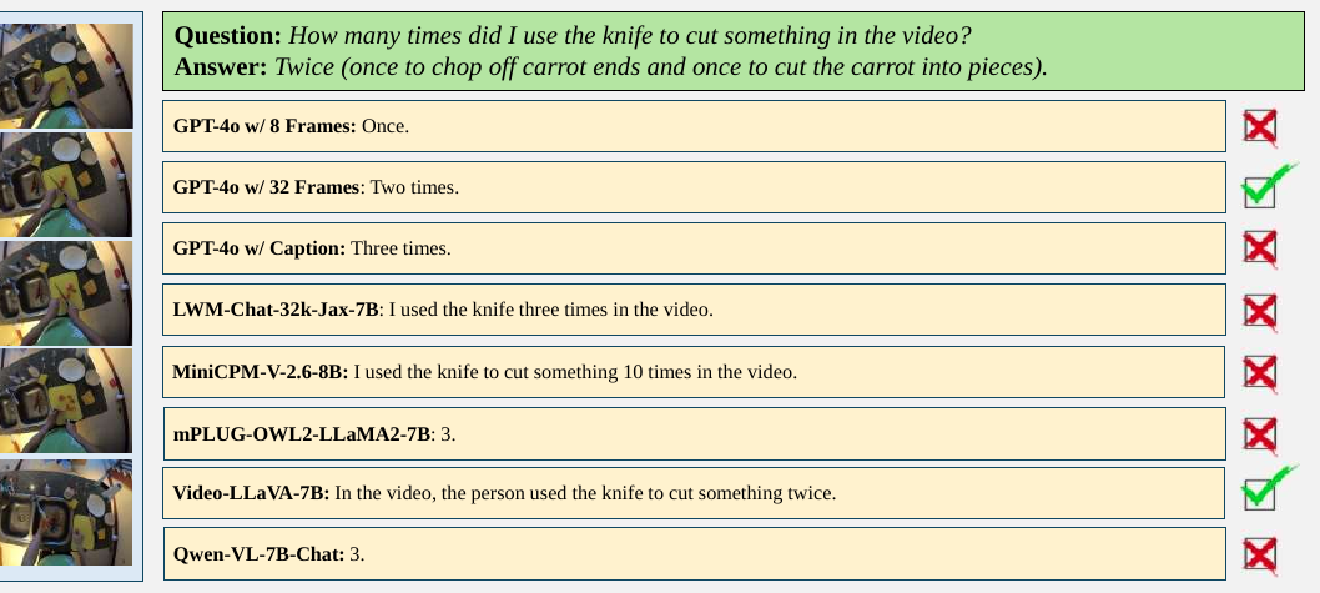 Question: How many times did I use the knife to cut something in the video?
Answer: Twice (once to chop off carrot ends and once to cut the carrot into pieces).
GPT-4o w/ 8 Frames: Once.
GPT-4o w/ 32 Frames: Two times.
GPT-4o w/ Caption: Three times.
LWM-Chat-32k-Jax-7B: I used the knife three times in the video.
MiniCPM-V-2.6-8B: I used the knife to cut something 10 times in the video.
mPLUG-OWL2-LLaMA2-7B: 3.
Video-LLaVA-7B: In the video, the person used the knife to cut something twice.
Qwen-VL-7B-Chat: 3.